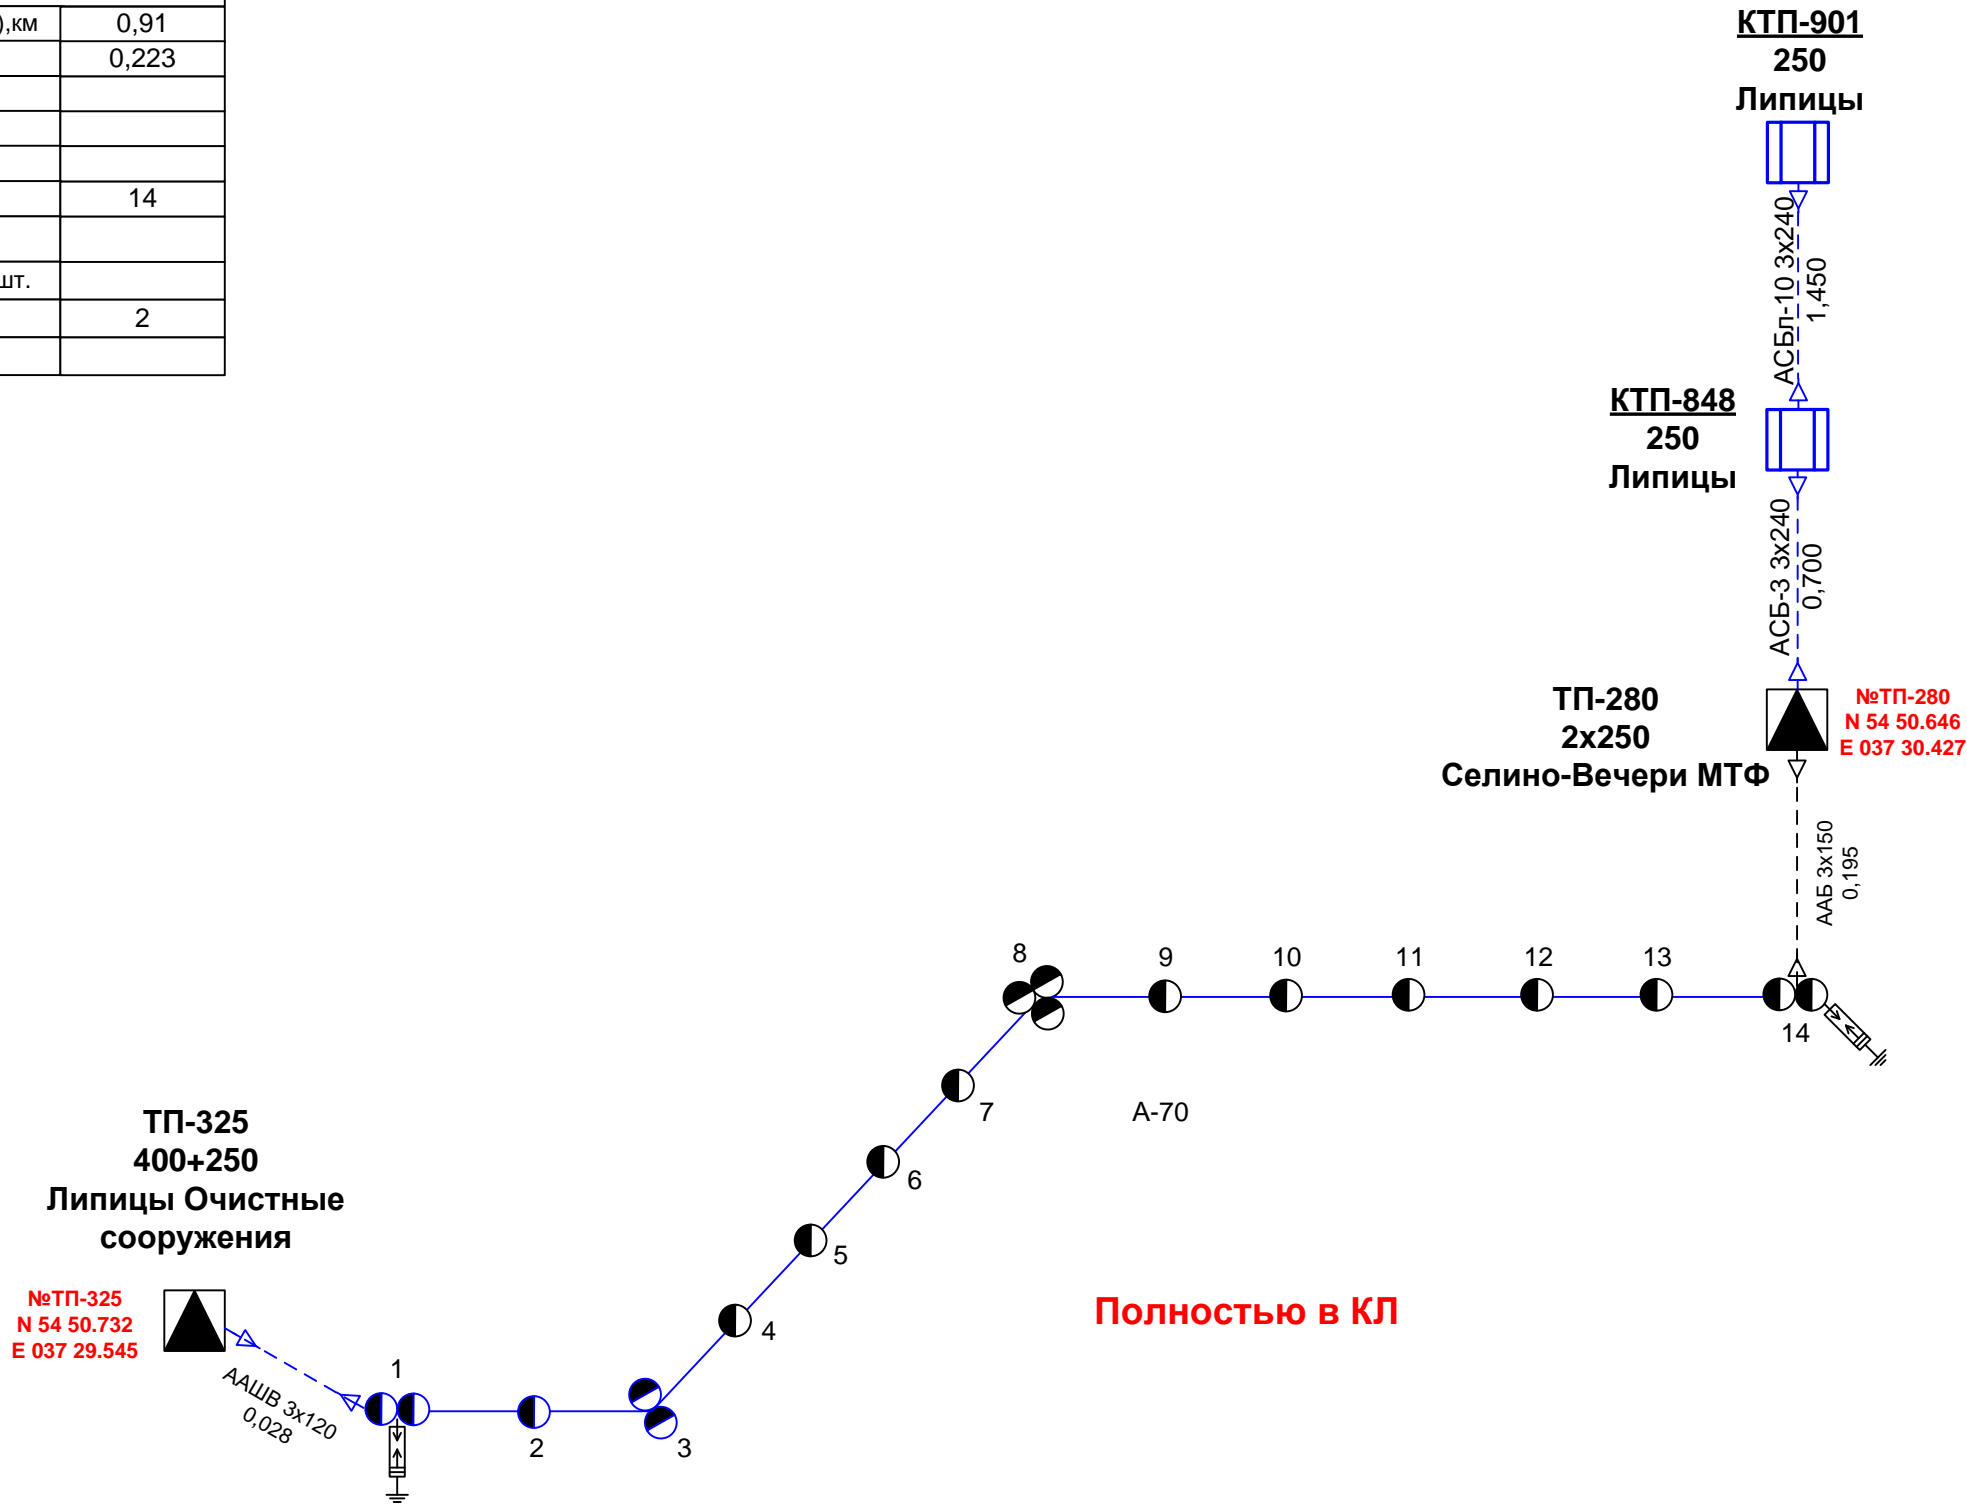 ),км 0,91
0,223
14
шт.
2
КТП-901
250
Липицы
АСБл-10 3х240
1,450
КТП-848
250
Липицы
АСБ-3 3х240
0,700
ТП-280
2х250
Селино-Вечери МТФ
№ТП-280
N 54 50.646
E 037 30.427
ААБ 3х150
0,195
8
9
10
11
12
13
14
7
А-70
6
5
4
ТП-325
400+250
Липицы Очистные
сооружения
№ТП-325
N 54 50.732
E 037 29.545
ААШВ 3х120
0,028
1
2
3
Полностью в КЛ